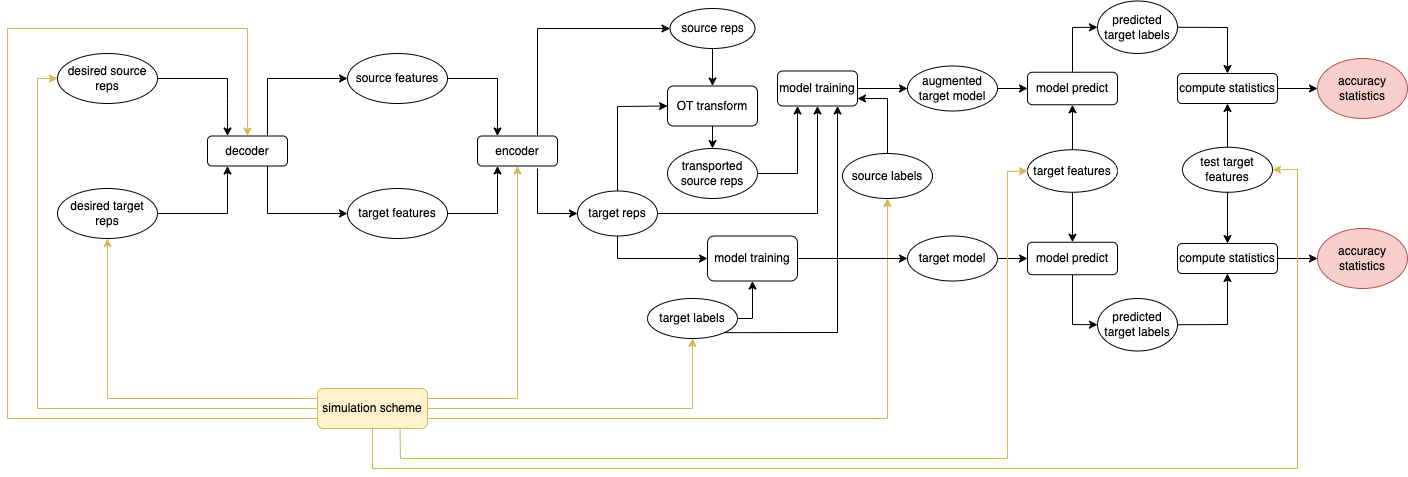 source reps
predicted
target labels
desired source
reps
source features
augmented
target model
accuracy
statistics
model training
model predict
compute statistics
OT transform
decoder
encoder
transported
source reps
source labels
target features
test target
features
desired target
reps
target features
target reps
model training
target model
model predict
compute statistics
accuracy
statistics
target labels
predicted
target labels
simulation scheme